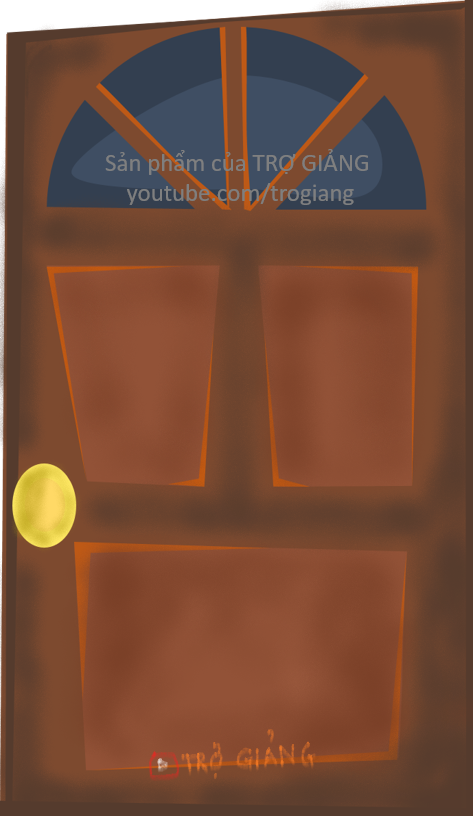 Sản phẩm của TRỢ GIẢNG
youtube.com/trogiang
TRỢ GIẢNG